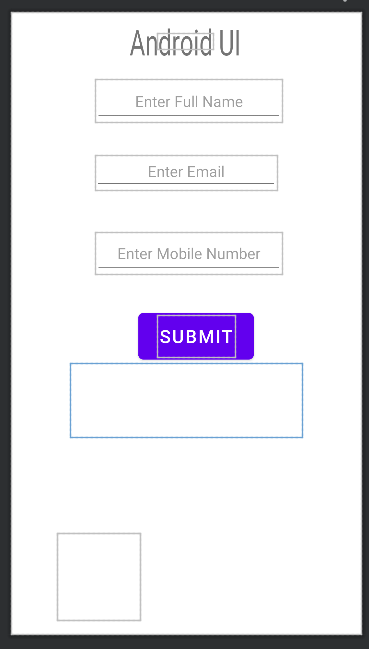 Android UI
Enter Full Name
Enter Email
Enter Mobile Number
SUBMIT